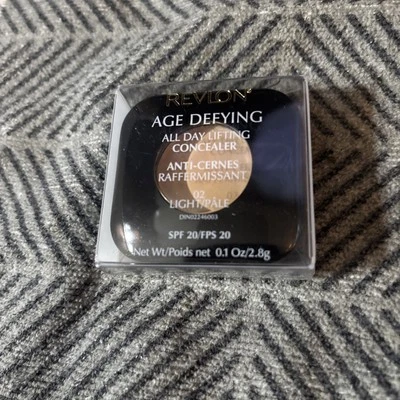 REVLON
AGE DEFYING
ALL DAY LIFTING
CONCEALER
ANTI-CERNES
RAFFERMISSANT
02
LIGHT/PÂLE
DIN02246003
SPF 20/FPS 20
Net Wt/Poids net 0.1 Oz/2.8g